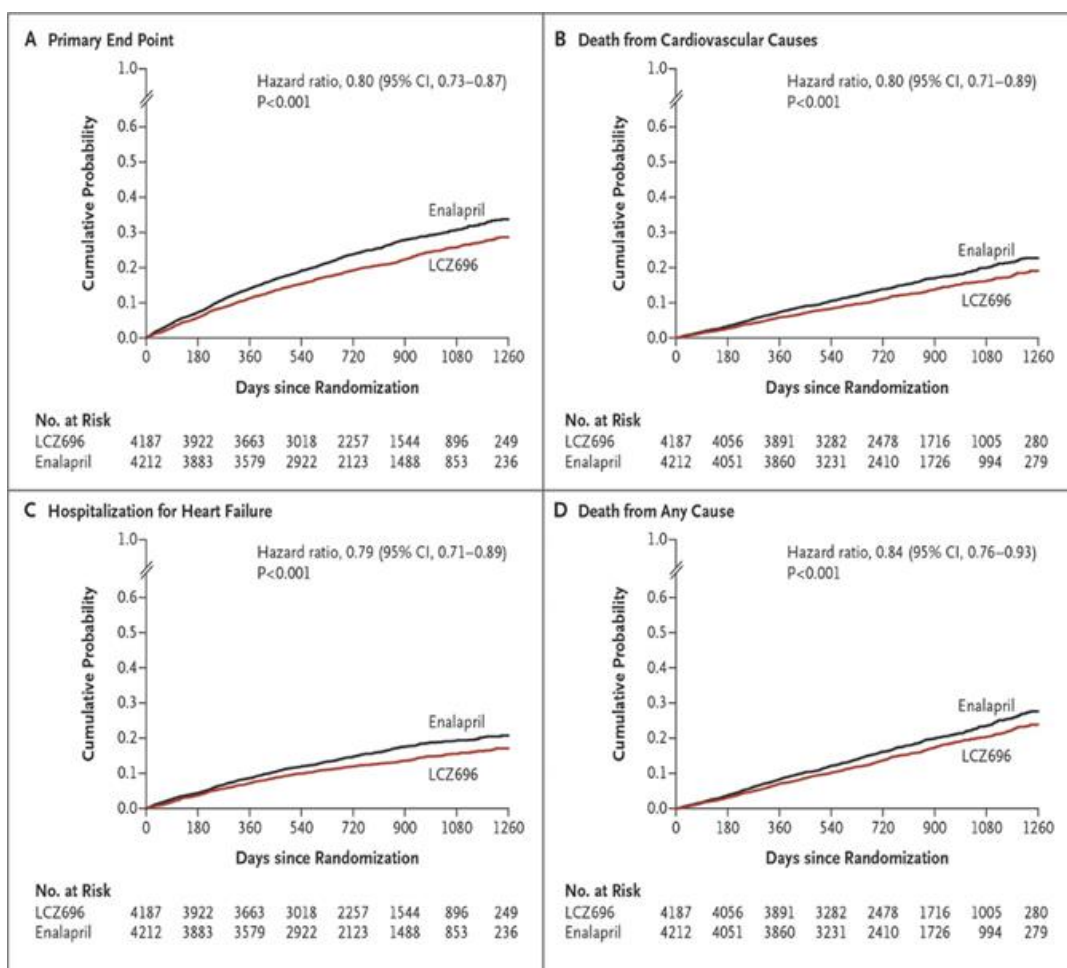 A Primary End Point
Hazard ratio, 0.80 (95% CI, 0.73–0.87)
P<0.001
Cumulative Probability
1.0
0.6
0.5
0.4
0.3
0.2
0.1
0.0
Enalapril
LCZ696
0 180 360 540 720 900 1080 1260
Days since Randomization
No. at Risk
LCZ696 4187 3922 3663 3018 2257 1544 896 249
Enalapril 4212 3883 3579 2922 2123 1488 853 236
B Death from Cardiovascular Causes
Hazard ratio, 0.80 (95% CI, 0.71–0.89)
P<0.001
Cumulative Probability
1.0
0.6
0.5
0.4
0.3
0.2
0.1
0.0
Enalapril
LCZ696
0 180 360 540 720 900 1080 1260
Days since Randomization
No. at Risk
LCZ696 4187 4056 3891 3282 2478 1716 1005 280
Enalapril 4212 4051 3860 3231 2410 1726 994 279
C Hospitalization for Heart Failure
Hazard ratio, 0.79 (95% CI, 0.71–0.89)
P<0.001
Cumulative Probability
1.0
0.6
0.5
0.4
0.3
0.2
0.1
0.0
Enalapril
LCZ696
0 180 360 540 720 900 1080 1260
Days since Randomization
No. at Risk
LCZ696 4187 3922 3663 3018 2257 1544 896 249
Enalapril 4212 3883 3579 2922 2123 1488 853 236
D Death from Any Cause
Hazard ratio, 0.84 (95% CI, 0.76–0.93)
P<0.001
Cumulative Probability
1.0
0.6
0.5
0.4
0.3
0.2
0.1
0.0
Enalapril
LCZ696
0 180 360 540 720 900 1080 1260
Days since Randomization
No. at Risk
LCZ696 4187 4056 3891 3282 2478 1716 1005 280
Enalapril 4212 4051 3860 3231 2410 1726 994 279